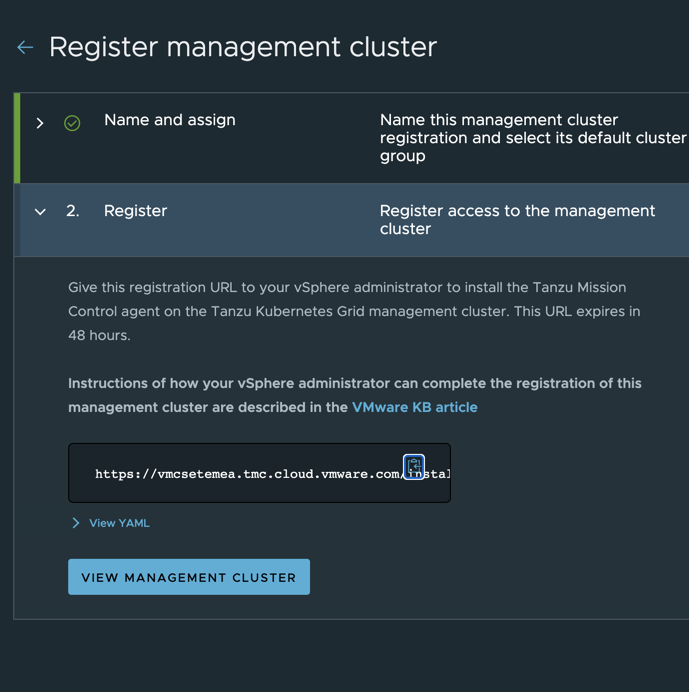 Register management cluster
Name and assign
Name this management cluster
registration and select its default cluster
group
2. Register
Register access to the management
cluster
Give this registration URL to your vSphere administrator to install the Tanzu Mission
Control agent on the Tanzu Kubernetes Grid management cluster. This URL expires in
48 hours.
Instructions of how your vSphere administrator can complete the registration of this
management cluster are described in the VMware KB article
https://vmcsetemea.tmc.cloud.vmware.com/instal
View YAML
VIEW MANAGEMENT CLUSTER